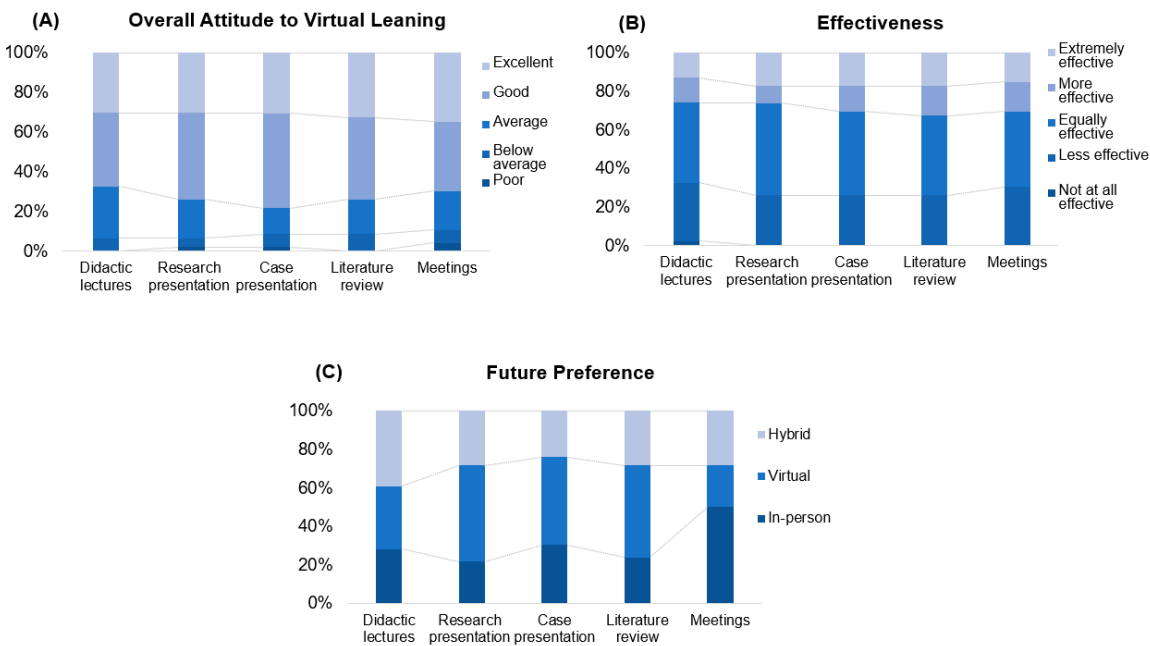 (A)
Overall Attitude to Virtual Leaning
100%
80%
60%
40%
20%
0%
Didactic
lectures
Research
presentation
Case
presentation
Literature
review
Meetings
Excellent
Good
Average
Below
average
Poor
(B)
Effectiveness
100%
80%
60%
40%
20%
0%
Didactic
lectures
Research
presentation
Case
presentation
Literature
review
Meetings
Extremely
effective
More
effective
Equally
effective
Less effective
Not at all
effective
(C)
Future Preference
100%
80%
60%
40%
20%
0%
Didactic
lectures
Research
presentation
Case
presentation
Literature
review
Meetings
Hybrid
Virtual
In-person